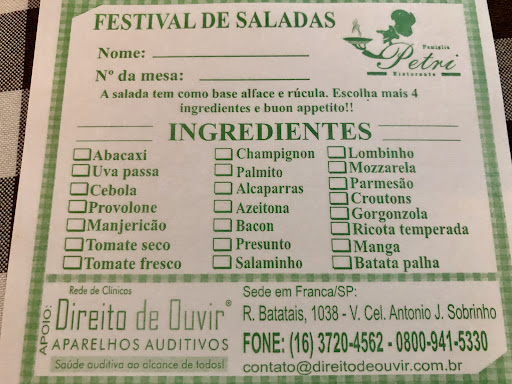 FESTIVAL DE SALADAS
Famiglia
Petri
Ristorante
Nome:
Nº da mesa:
A salada tem como base alface e rúcula. Escolha mais 4
ingredientes e buon appetito!!
INGREDIENTES
Abacaxi
Uva passa
Cebola
Provolone
Manjericão
Tomate seco
Tomate fresco
Champignon
Palmito
Alcaparras
Azeitona
Bacon
Presunto
Salaminho
Lombinho
Mozzarela
Parmesão
Croutons
Gorgonzola
Ricota temperada
Manga
Batata palha
APOIO:
Rede de Clínicas
Direito de Ouvir®
APARELHOS AUDITIVOS
Saúde auditiva ao alcance de todos!
Sede em Franca/SP:
R. Batatais, 1038 - V. Cel. Antonio J. Sobrinho
FONE: (16) 3720-4562 - 0800-941-5330
contato@direitodeouvir.com.br